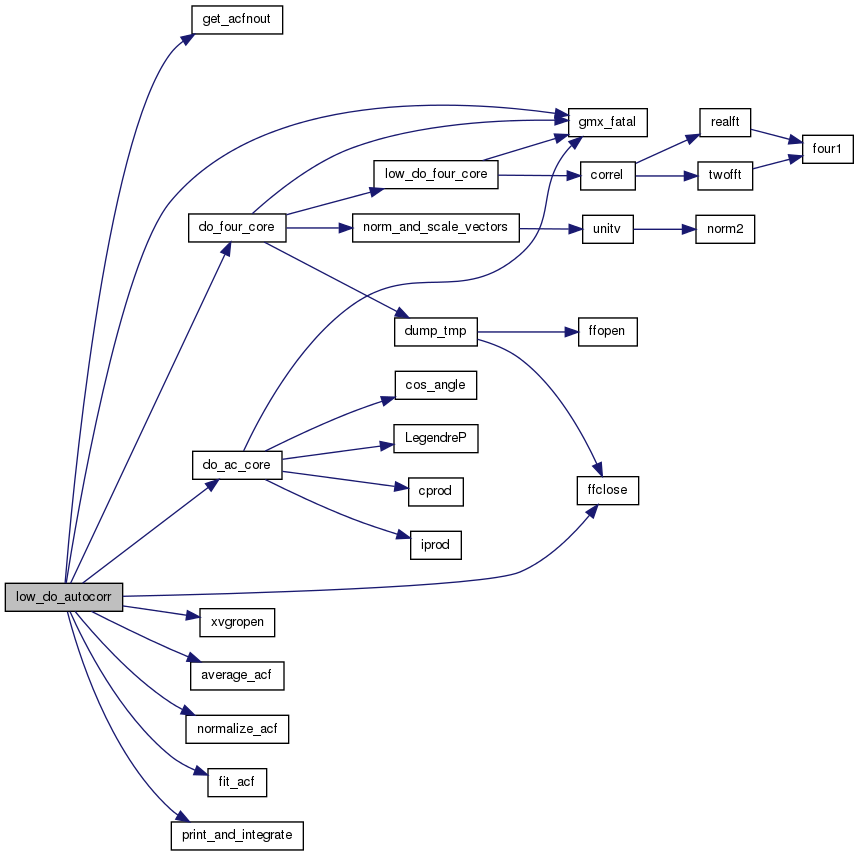 get_acfnout
gmx_fatal
realft
four1
low_do_four_core
correl
twofft
do_four_core
norm_and_scale_vectors
unitv
norm2
dump_tmp
ffopen
cos_angle
LegendreP
do_ac_core
cprod
ffclose
iprod
low_do_autocorr
xvgropen
average_acf
normalize_acf
fit_acf
print_and_integrate